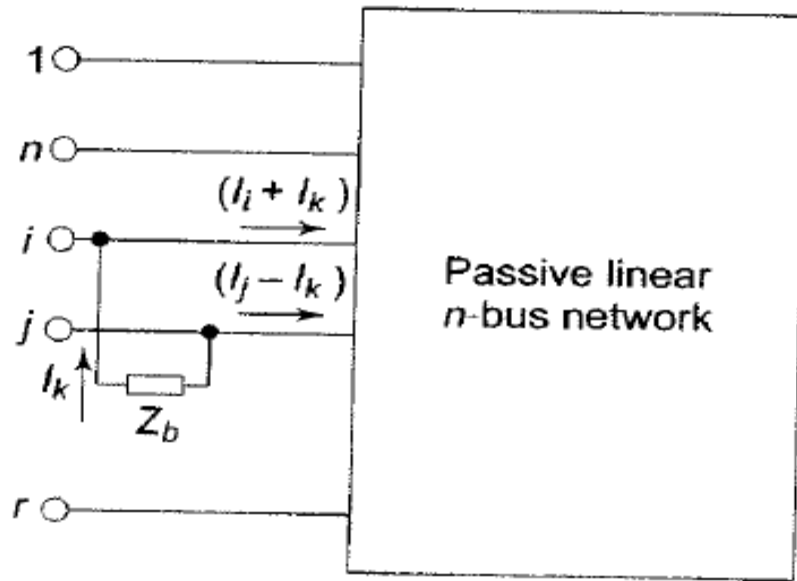 1
n
(I_i + I_k)
i
(I_j – I_k)
j
I_k
Z_b
r
Passive linear
n-bus network